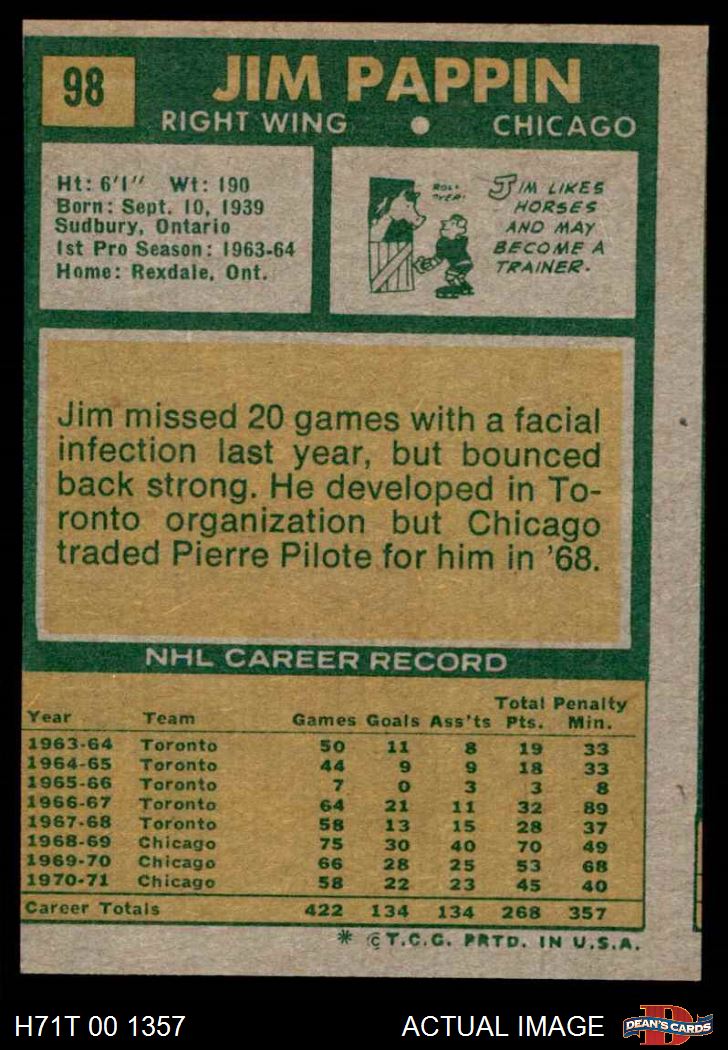 98
JIM PAPPIN
RIGHT WING • CHICAGO
Ht: 6'1" Wt: 190
Born: Sept. 10, 1939
Sudbury, Ontario
1st Pro Season: 1963-64
Home: Rexdale, Ont.
ROLL
OVER!
JIM LIKES
HORSES
AND MAY
BECOME A
TRAINER.
Jim missed 20 games with a facial
infection last year, but bounced
back strong. He developed in To-
ronto organization but Chicago
traded Pierre Pilote for him in '68.
NHL CAREER RECORD
Total Penalty
Year Team Games Goals Ass'ts Pts. Min.
1963-64 Toronto 50 11 8 19 33
1964-65 Toronto 44 9 9 18 33
1965-66 Toronto 7 0 3 3 8
1966-67 Toronto 64 21 11 32 89
1967-68 Toronto 58 13 15 28 37
1968-69 Chicago 75 30 40 70 49
1969-70 Chicago 66 28 25 53 68
1970-71 Chicago 58 22 23 45 40
Career Totals 422 134 134 268 357
* © T.C.G. PRTD. IN U.S.A.
H71T 00 1357 ACTUAL IMAGE
D
DEAN'S CARDS